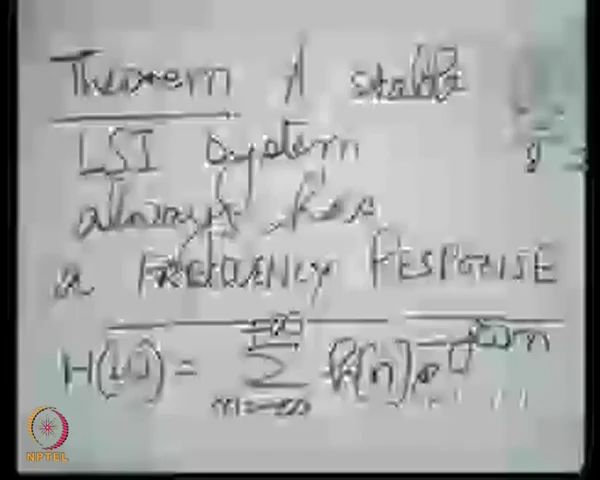 Theorem A stable
LSI system
always has
a FREQUENCY RESPONSE
H(ω) = ∑ h[n] e^-jωn
n=-∞
NPTEL